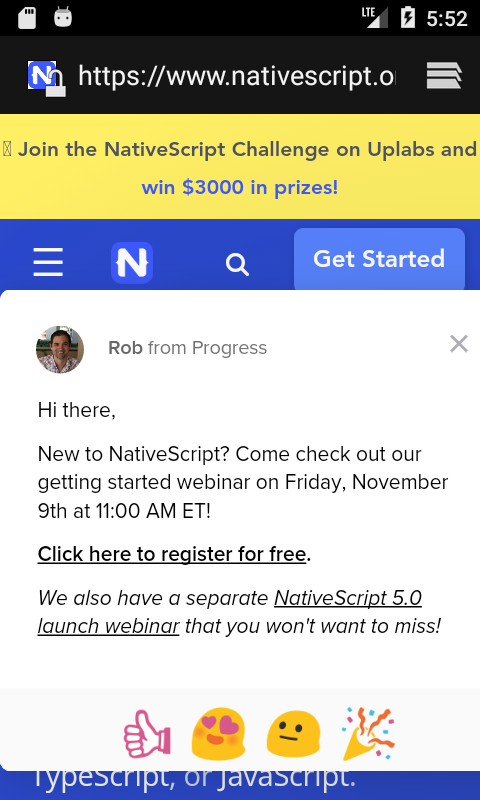 LTE 5:52
https://www.nativescript.o
Join the NativeScript Challenge on Uplabs and
win $3000 in prizes!
N Get Started
Rob from Progress
Hi there,
New to NativeScript? Come check out our
getting started webinar on Friday, November
9th at 11:00 AM ET!
Click here to register for free.
We also have a separate NativeScript 5.0
launch webinar that you won't want to miss!
TypeScript, or JavaScript.